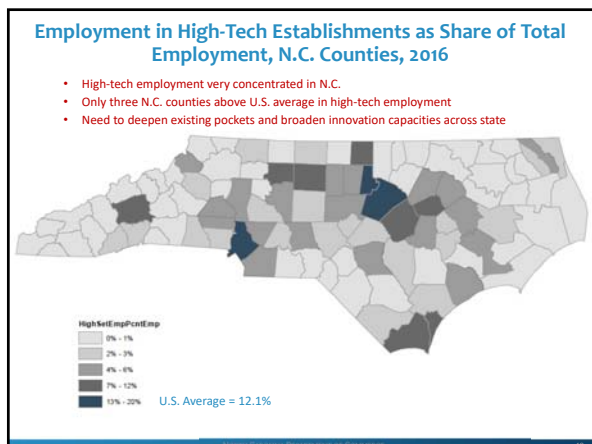 Employment in High-Tech Establishments as Share of Total
Employment, N.C. Counties, 2016
• High-tech employment very concentrated in N.C.
• Only three N.C. counties above U.S. average in high-tech employment
• Need to deepen existing pockets and broaden innovation capacities across state
HighSetEmpPcntEmp
0% - 1%
2% - 3%
4% - 6%
7% - 12%
13% - 20%
U.S. Average = 12.1%